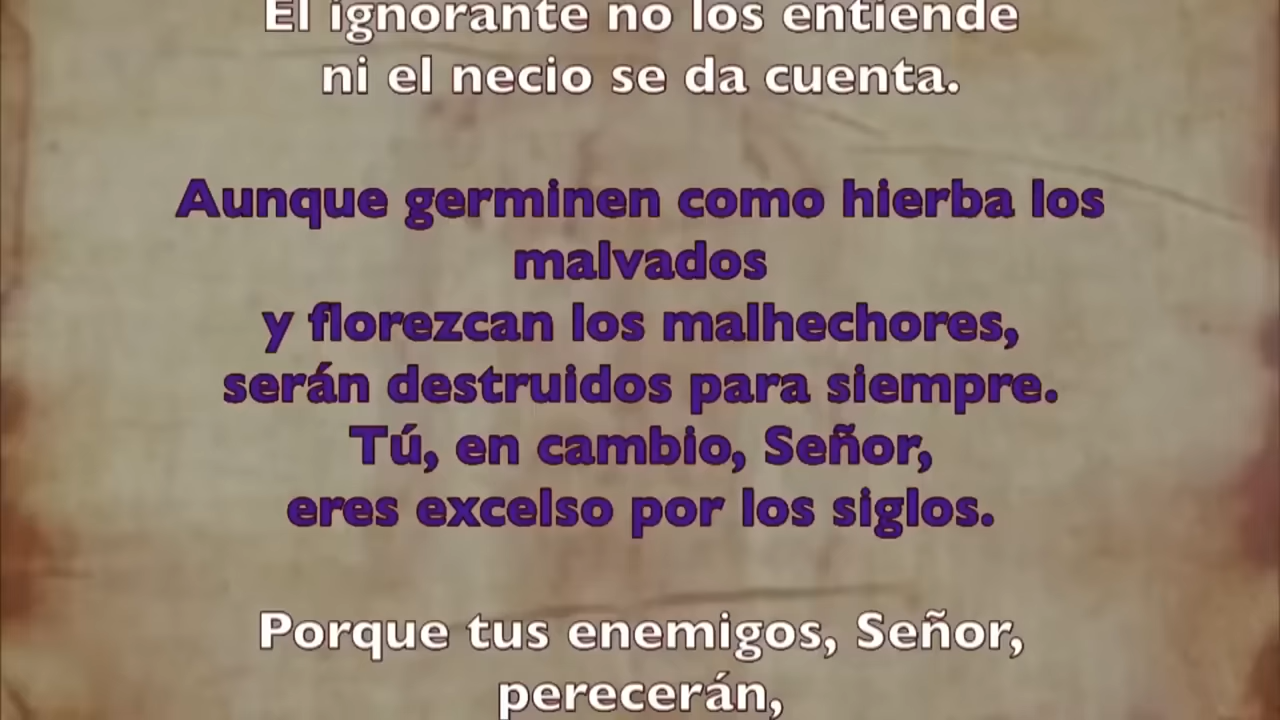 El ignorante no los entiende
ni el necio se da cuenta.
Aunque germinen como hierba los
malvados
y florezcan los malhechores,
serán destruidos para siempre.
Tú, en cambio, Señor,
eres excelso por los siglos.
Porque tus enemigos, Señor,
perecerán,